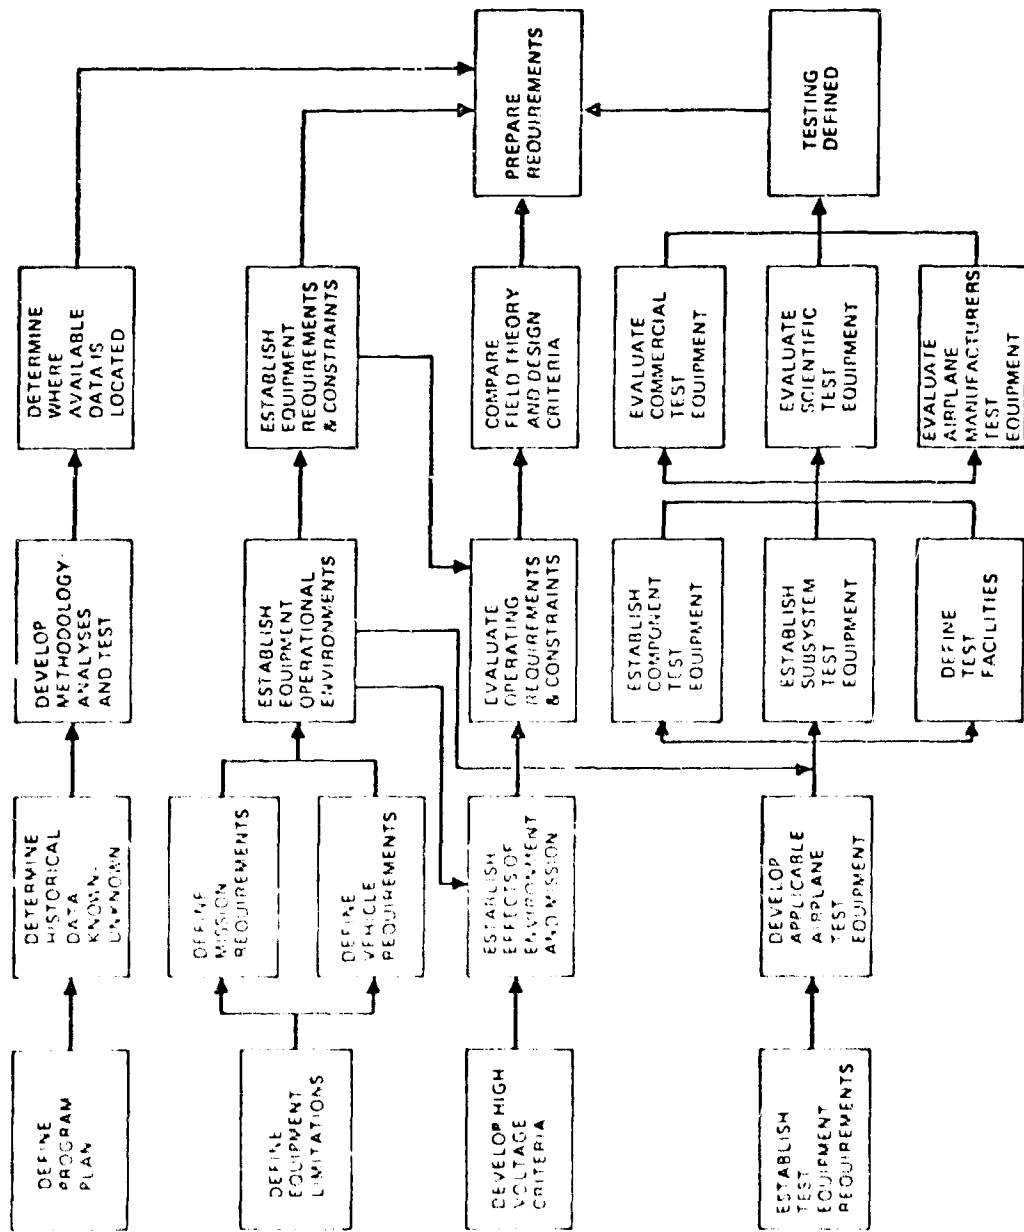 DEFINE
PROGRAM
PLAN
DETERMINE
HISTORICAL
DATA
KNOWN-
UNKNOWN
DEVELOP
METHODOLOGY-
ANALYSES
AND TEST
DETERMINE
WHERE
AVAILABLE
DATA IS
LOCATED
DEFINE
EQUIPMENT
LIMITATIONS
DEFINE
MISSION
REQUIREMENTS
DEFINE
VEHICLE
REQUIREMENTS
ESTABLISH
EQUIPMENT
OPERATIONAL
ENVIRONMENTS
ESTABLISH
EQUIPMENT
REQUIREMENTS
& CONSTRAINTS
DEVELOP HIGH
VOLTAGE
CRITERIA
ESTABLISH
EFFECTS OF
ENVIRONMENT
AND MISSION
EVALUATE
OPERATING
REQUIREMENTS
& CONSTRAINTS
COMPARE
FIELD THEORY
AND DESIGN
CRITERIA
PREPARE
REQUIREMENTS
ESTABLISH
TEST
EQUIPMENT
REQUIREMENTS
DEVELOP
APPLICABLE
AIRPLANE
TEST
EQUIPMENT
ESTABLISH
COMPONENT
TEST
EQUIPMENT
ESTABLISH
SUBSYSTEM
TEST
EQUIPMENT
DEFINE
TEST
FACILITIES
EVALUATE
COMMERCIAL
TEST
EQUIPMENT
EVALUATE
SCIENTIFIC
TEST
EQUIPMENT
EVALUATE
AIRPLANE
MANUFACTURERS
TEST
EQUIPMENT
TESTING
DEFINED